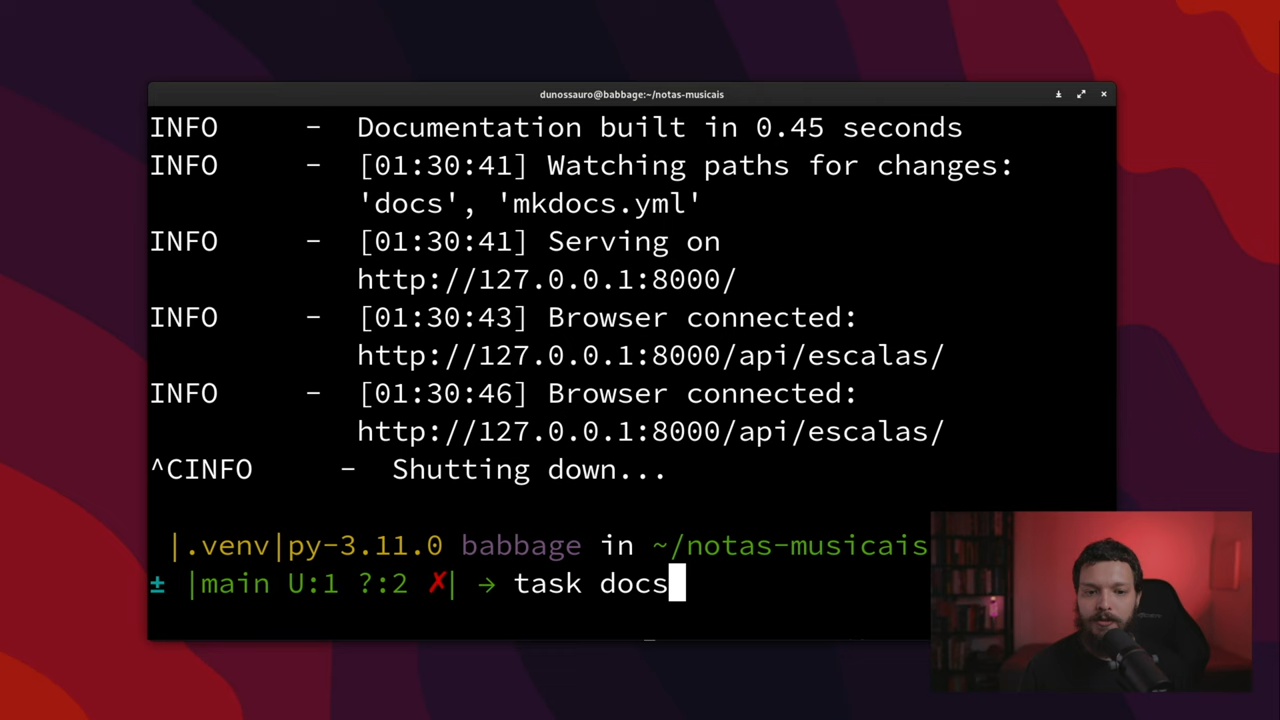 dunossauro@babbage:~/notas-musicais
INFO - Documentation built in 0.45 seconds
INFO - [01:30:41] Watching paths for changes:
'docs', 'mkdocs.yml'
INFO - [01:30:41] Serving on
http://127.0.0.1:8000/
INFO - [01:30:43] Browser connected:
http://127.0.0.1:8000/api/escalas/
INFO - [01:30:46] Browser connected:
http://127.0.0.1:8000/api/escalas/
^CINFO - Shutting down...
|.venv|py-3.11.0 babbage in ~/notas-musicais
± |main U:1 ?:2 ✗| → task docs